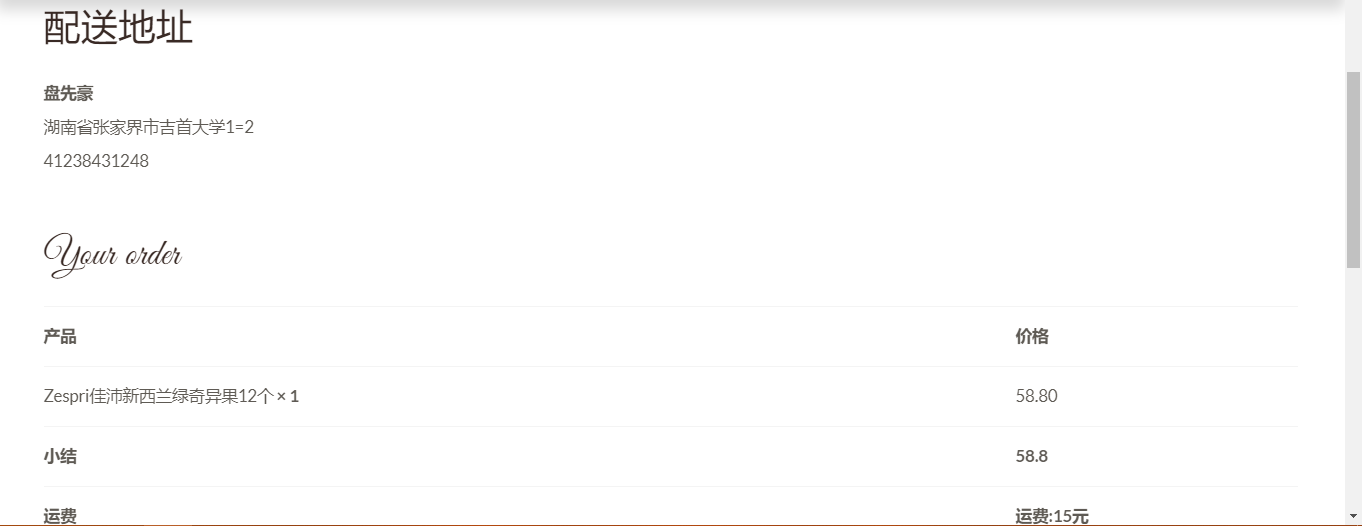 配送地址
盘先豪
湖南省张家界市吉首大学1=2
41238431248
Your order
产品 价格
Zespri佳沛新西兰绿奇异果12个 × 1 58.80
小结 58.8
运费 运费:15元